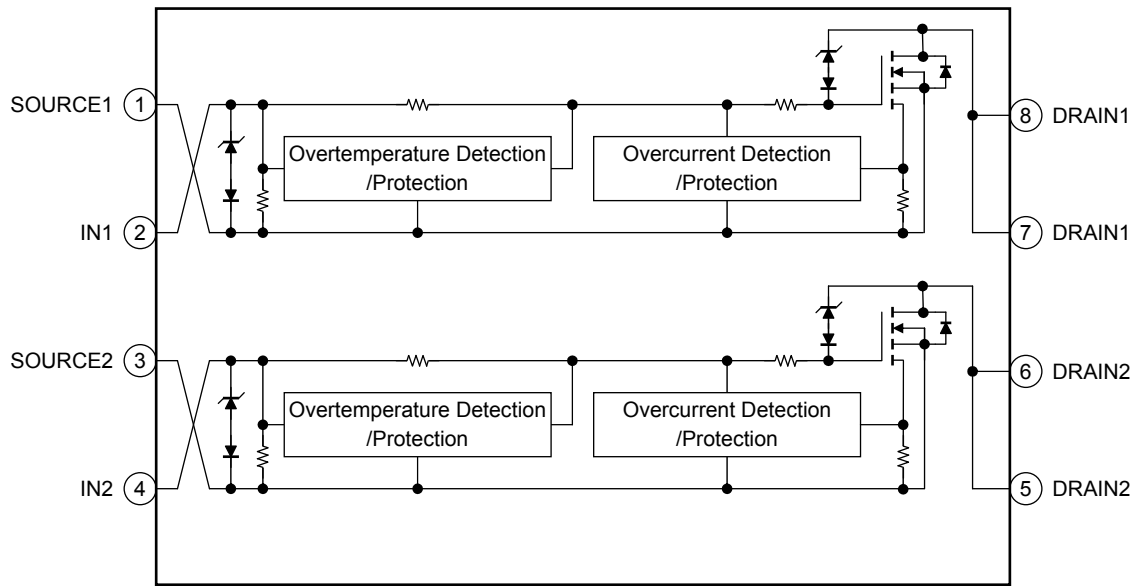 SOURCE1 1
Overtemperature Detection
/Protection
Overcurrent Detection
/Protection
8 DRAIN1
IN1 2
7 DRAIN1
SOURCE2 3
Overtemperature Detection
/Protection
Overcurrent Detection
/Protection
6 DRAIN2
IN2 4
5 DRAIN2